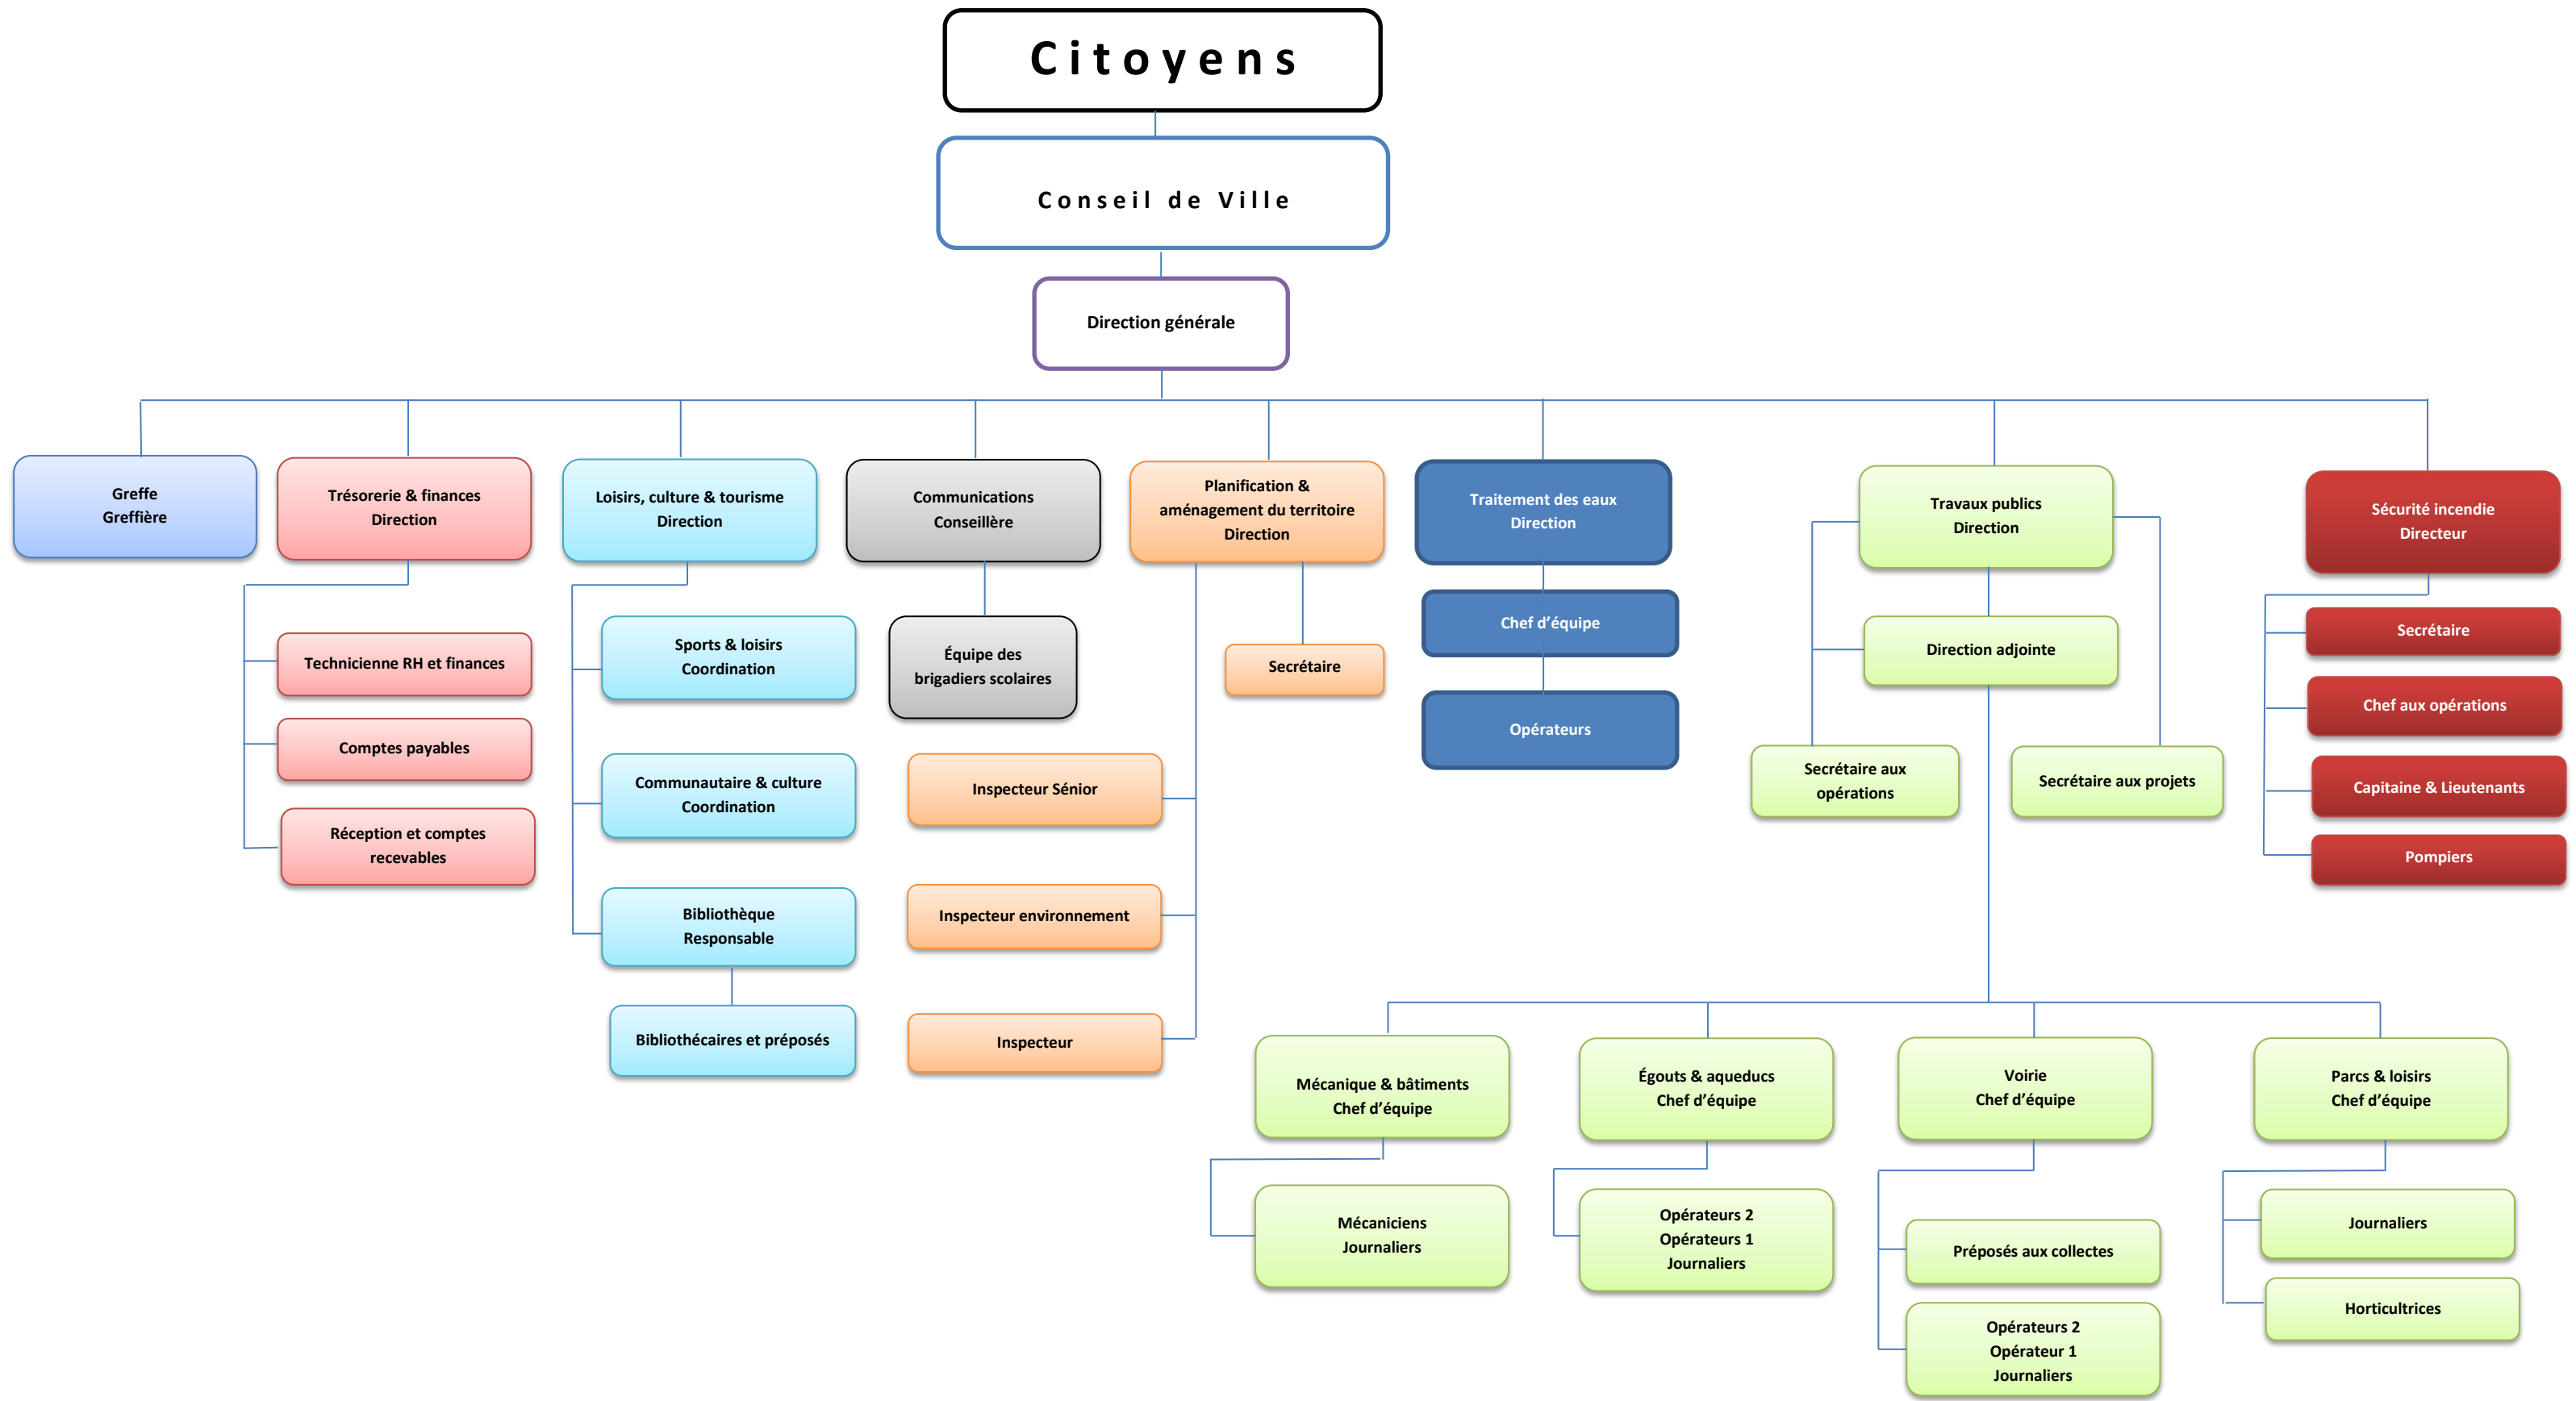 Citoyens
Conseil de Ville
Direction générale
Greffe
Greffière
Trésorerie & finances
Direction
Loisirs, culture & tourisme
Direction
Communications
Conseillère
Planification &
aménagement du territoire
Direction
Traitement des eaux
Direction
Travaux publics
Direction
Sécurité incendie
Directeur
Technicienne RH et finances
Comptes payables
Réception et comptes
recevables
Sports & loisirs
Coordination
Communautaire & culture
Coordination
Bibliothèque
Responsable
Bibliothécaires et préposés
Équipe des
brigadiers scolaires
Secrétaire
Inspecteur Sénior
Inspecteur environnement
Inspecteur
Chef d’équipe
Opérateurs
Direction adjointe
Secrétaire aux
opérations
Secrétaire aux projets
Secrétaire
Chef aux opérations
Capitaine & Lieutenants
Pompiers
Mécanique & bâtiments
Chef d’équipe
Égouts & aqueducs
Chef d’équipe
Voirie
Chef d’équipe
Parcs & loisirs
Chef d’équipe
Mécaniciens
Journaliers
Opérateurs 2
Opérateurs 1
Journaliers
Préposés aux collectes
Opérateurs 2
Opérateur 1
Journaliers
Journaliers
Horticultrices